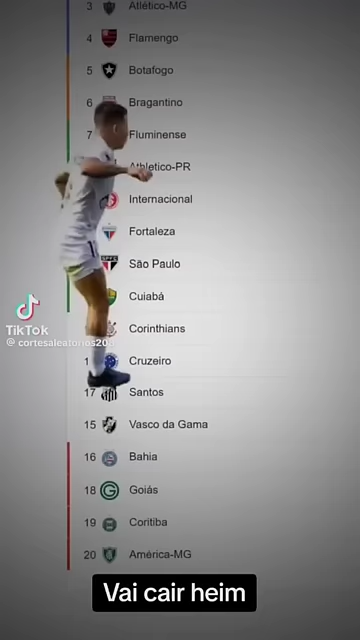 3 Atlético-MG
4 Flamengo
5 Botafogo
6 Bragantino
7 Fluminense
Athletico-PR
Internacional
Fortaleza
São Paulo
Cuiabá
Corinthians
1 Cruzeiro
17 Santos
15 Vasco da Gama
16 Bahia
18 Goiás
19 Coritiba
20 América-MG
TikTok
Vai cair heim